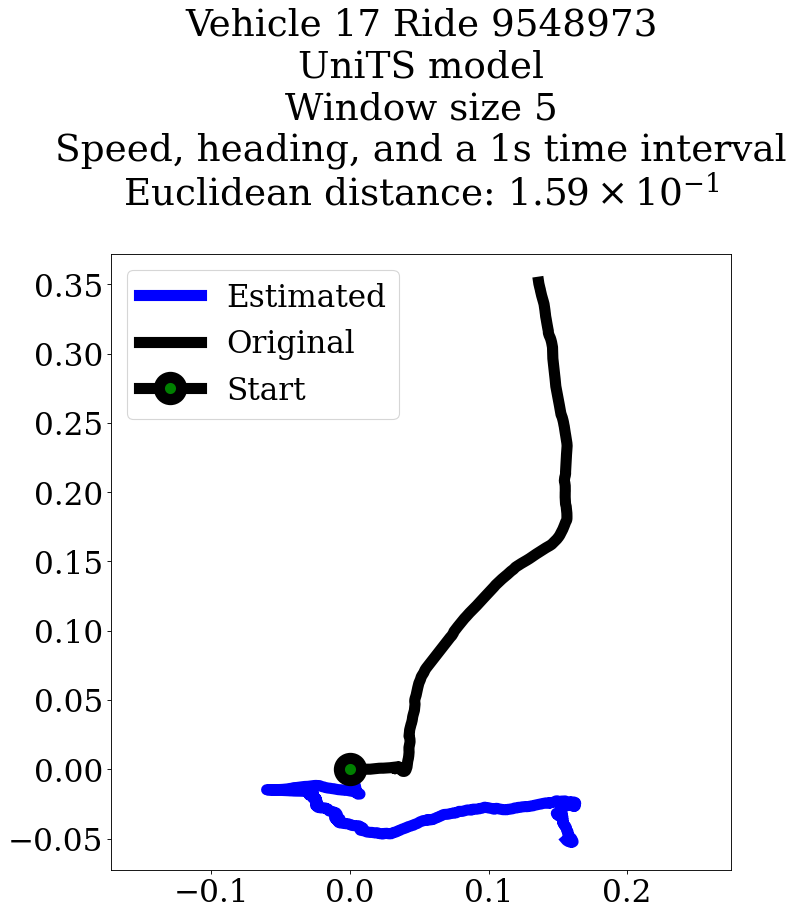 Vehicle 17 Ride 9548973
UniTS model
Window size 5
Speed, heading, and a 1s time interval
Euclidean distance: 1.59 × 10⁻¹
Estimated
Original
Start
0.35
0.30
0.25
0.20
0.15
0.10
0.05
0.00
−0.05
−0.1 0.0 0.1 0.2